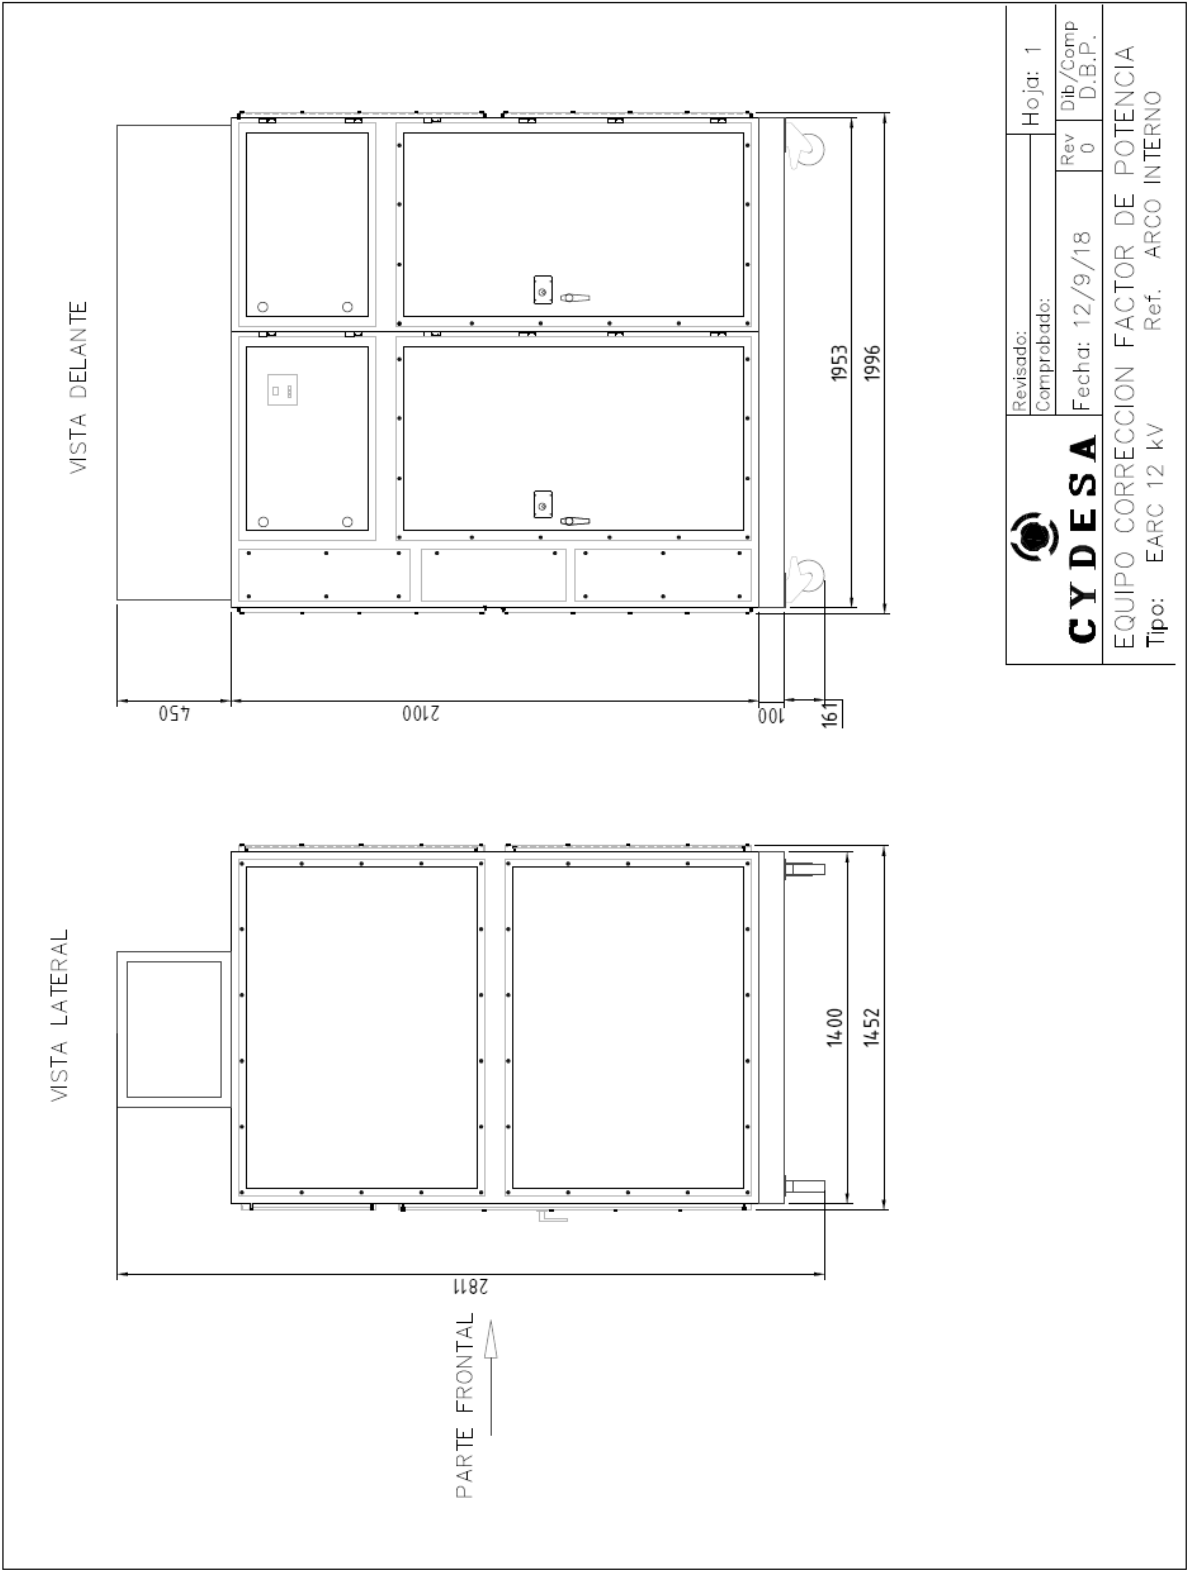 VISTA LATERAL
VISTA DELANTE
PARTE FRONTAL
2811
1400
1452
450
2100
100
161
1953
1996
CYDESA
Revisado:
Comprobado:
Hoja: 1
Fecha: 12/9/18
Rev
0
Dib/Comp
D.B.P.
EQUIPO CORRECCION FACTOR DE POTENCIA
Tipo: EARC 12 kV Ref. ARCO INTERNO